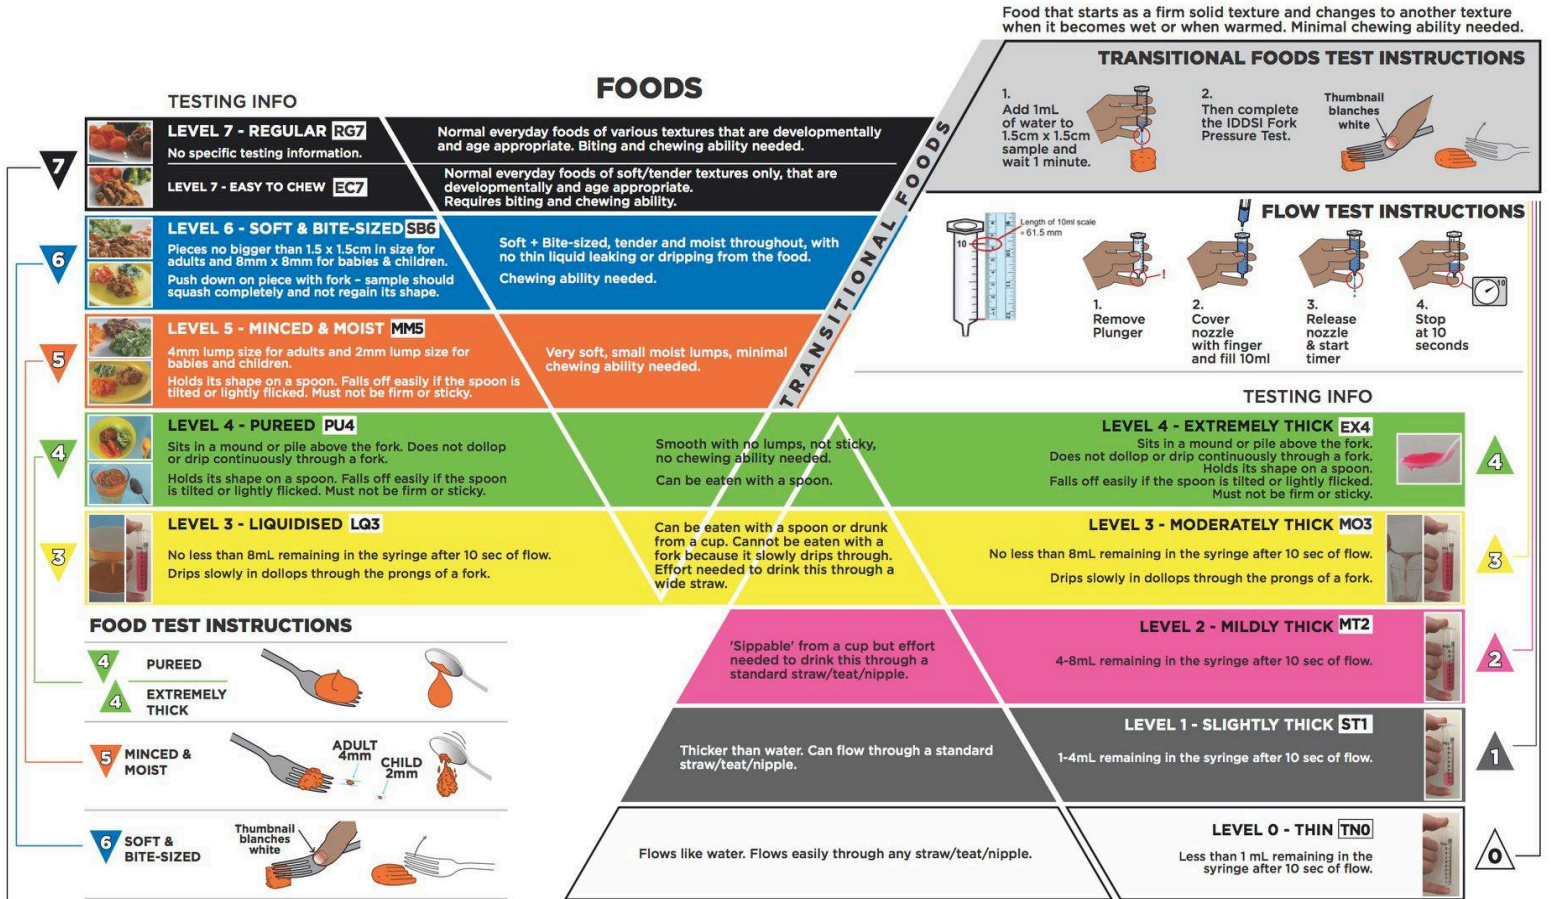 Food that starts as a firm solid texture and changes to another texture
when it becomes wet or when warmed. Minimal chewing ability needed.
TRANSITIONAL FOODS TEST INSTRUCTIONS
1.
Add 1mL
of water to
1.5cm x 1.5cm
sample and
wait 1 minute.
2.
Then complete
the IDDSI Fork
Pressure Test.
Thumbnail
blanches
white
FOODS
TESTING INFO
7
LEVEL 7 - REGULAR RG7
No specific testing information.
Normal everyday foods of various textures that are developmentally
and age appropriate. Biting and chewing ability needed.
LEVEL 7 - EASY TO CHEW EC7
Normal everyday foods of soft/tender textures only, that are
developmentally and age appropriate.
Requires biting and chewing ability.
TRANSITIONAL FOODS
6
LEVEL 6 - SOFT & BITE-SIZED SB6
Pieces no bigger than 1.5 x 1.5cm in size for
adults and 8mm x 8mm for babies & children.
Push down on piece with fork – sample should
squash completely and not regain its shape.
Soft + Bite-sized, tender and moist throughout, with
no thin liquid leaking or dripping from the food.
Chewing ability needed.
FLOW TEST INSTRUCTIONS
10
Length of 10ml scale
= 61.5 mm
!
10
1.
Remove
Plunger
2.
Cover
nozzle
with finger
and fill 10ml
3.
Release
nozzle
& start
timer
4.
Stop
at 10
seconds
5
LEVEL 5 - MINCED & MOIST MM5
4mm lump size for adults and 2mm lump size for
babies and children.
Holds its shape on a spoon. Falls off easily if the spoon is
tilted or lightly flicked. Must not be firm or sticky.
Very soft, small moist lumps, minimal
chewing ability needed.
TESTING INFO
4
LEVEL 4 - PUREED PU4
Sits in a mound or pile above the fork. Does not dollop
or drip continuously through a fork.
Holds its shape on a spoon. Falls off easily if the spoon
is tilted or lightly flicked. Must not be firm or sticky.
Smooth with no lumps, not sticky,
no chewing ability needed.
Can be eaten with a spoon.
LEVEL 4 - EXTREMELY THICK EX4
Sits in a mound or pile above the fork.
Does not dollop or drip continuously through a fork.
Holds its shape on a spoon.
Falls off easily if the spoon is tilted or lightly flicked.
Must not be firm or sticky.
4
3
LEVEL 3 - LIQUIDISED LQ3
No less than 8mL remaining in the syringe after 10 sec of flow.
Drips slowly in dollops through the prongs of a fork.
Can be eaten with a spoon or drunk
from a cup. Cannot be eaten with a
fork because it slowly drips through.
Effort needed to drink this through a
wide straw.
LEVEL 3 - MODERATELY THICK MO3
No less than 8mL remaining in the syringe after 10 sec of flow.
Drips slowly in dollops through the prongs of a fork.
3
'Sippable' from a cup but effort
needed to drink this through a
standard straw/teat/nipple.
LEVEL 2 - MILDLY THICK MT2
4-8mL remaining in the syringe after 10 sec of flow.
2
Thicker than water. Can flow through a standard
straw/teat/nipple.
LEVEL 1 - SLIGHTLY THICK ST1
1-4mL remaining in the syringe after 10 sec of flow.
1
Flows like water. Flows easily through any straw/teat/nipple.
LEVEL 0 - THIN TN0
Less than 1 mL remaining in the
syringe after 10 sec of flow.
0
FOOD TEST INSTRUCTIONS
4
PUREED
4
EXTREMELY
THICK
5
MINCED &
MOIST
ADULT
4mm
CHILD
2mm
6
SOFT &
BITE-SIZED
Thumbnail
blanches
white